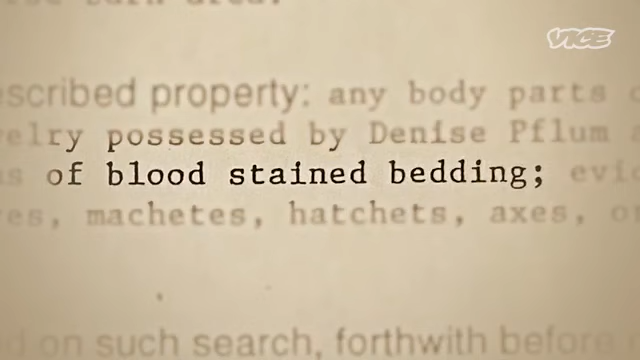 VICE
scribed property: any body parts
elry possessed by Denise Pflum
of blood stained bedding; evi
es, machetes, hatchets, axes, o
d on such search, forthwith before